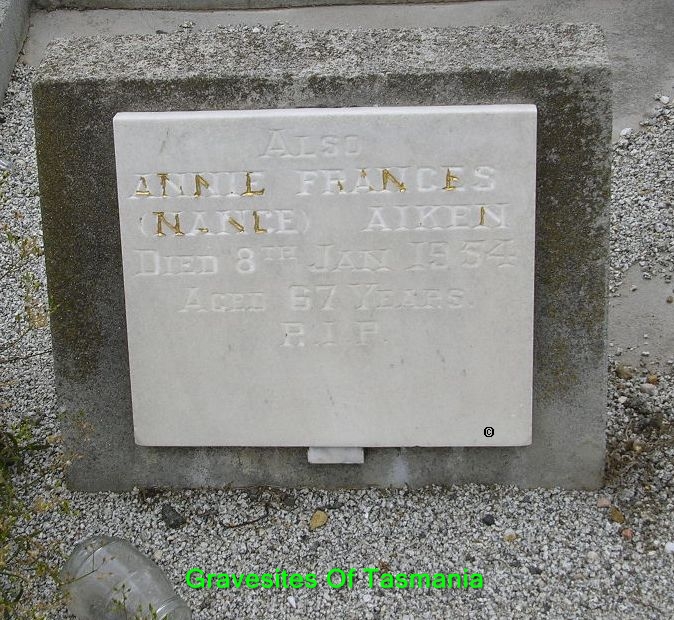 Also
ANNIE FRANCES
(NANCE) AIKEN
DIED 8TH JAN 1954
AGED 67 YEARS.
R.I.P.
©
Gravesites Of Tasmania